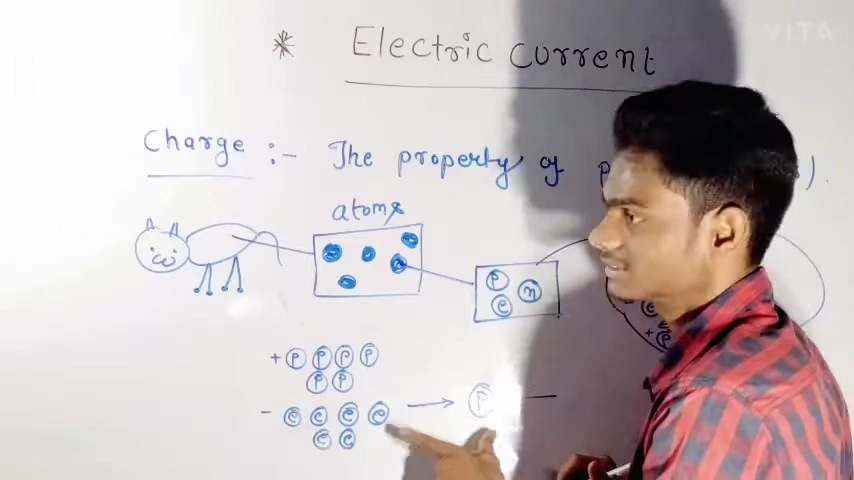 VITA
* Electric Current
Charge :- The property of p
atoms
p
e n
+ p p p p
p p
- e e e e
e e
p
+ p